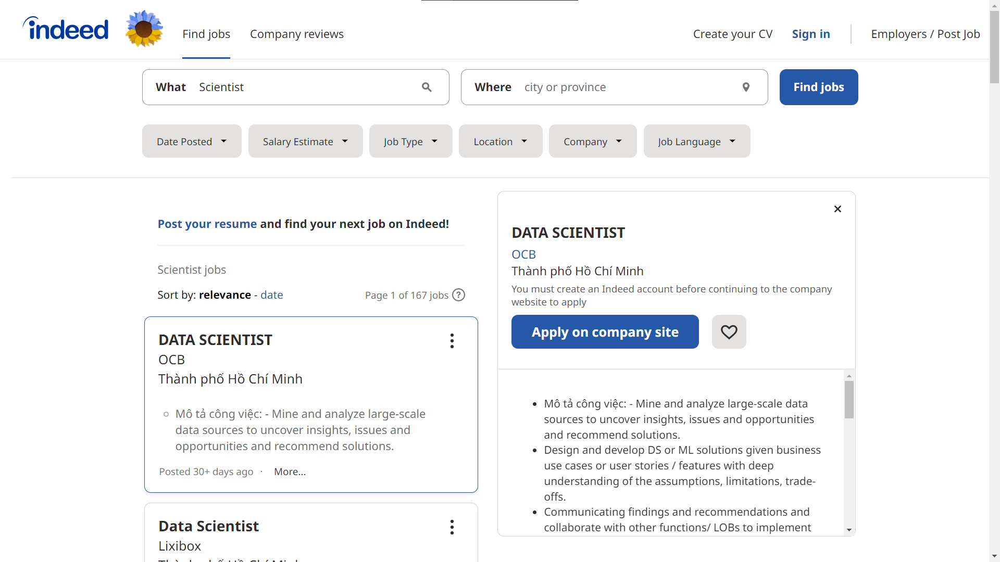 indeed
Find jobs
Company reviews
Create your CV
Sign in
Employers / Post Job
What Scientist
Where city or province
Find jobs
Date Posted
Salary Estimate
Job Type
Location
Company
Job Language
Post your resume and find your next job on Indeed!
Scientist jobs
Sort by: relevance - date
Page 1 of 167 jobs ?
DATA SCIENTIST
OCB
Thành phố Hồ Chí Minh
Mô tả công việc: - Mine and analyze large-scale
data sources to uncover insights, issues and
opportunities and recommend solutions.
Posted 30+ days ago · More...
Data Scientist
Lixibox
DATA SCIENTIST
OCB
Thành phố Hồ Chí Minh
You must create an Indeed account before continuing to the company
website to apply
Apply on company site
• Mô tả công việc: - Mine and analyze large-scale data
sources to uncover insights, issues and opportunities
and recommend solutions.
• Design and develop DS or ML solutions given business
use cases or user stories / features with deep
understanding of the assumptions, limitations, trade-
offs.
• Communicating findings and recommendations and
collaborate with other functions/ LOBs to implement